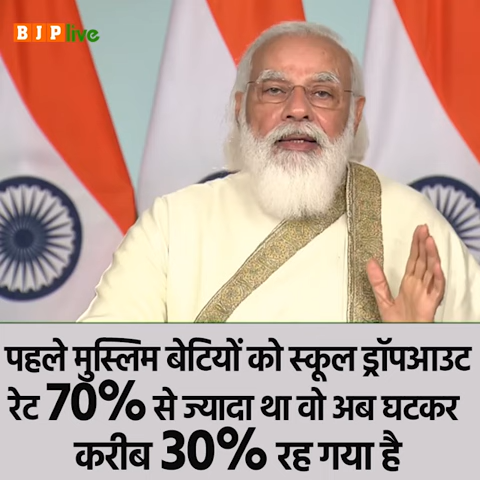 BJP live
पहले मुस्लिम बेटियों को स्कूल ड्रॉपआउट
रेट 70% से ज्यादा था वो अब घटकर
करीब 30% रह गया है